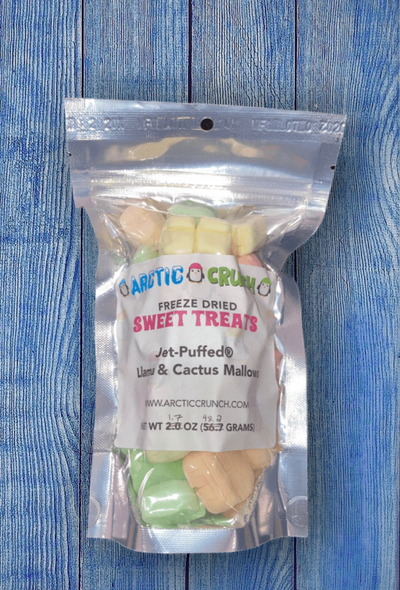 ARCTIC CRUNCH
FREEZE DRIED
SWEET TREATS
Jet-Puffed®
Llama & Cactus Mallows
WWW.ARCTICCRUNCH.COM
1.7 48.2
NET WT 2.0 OZ (56.7 GRAMS)